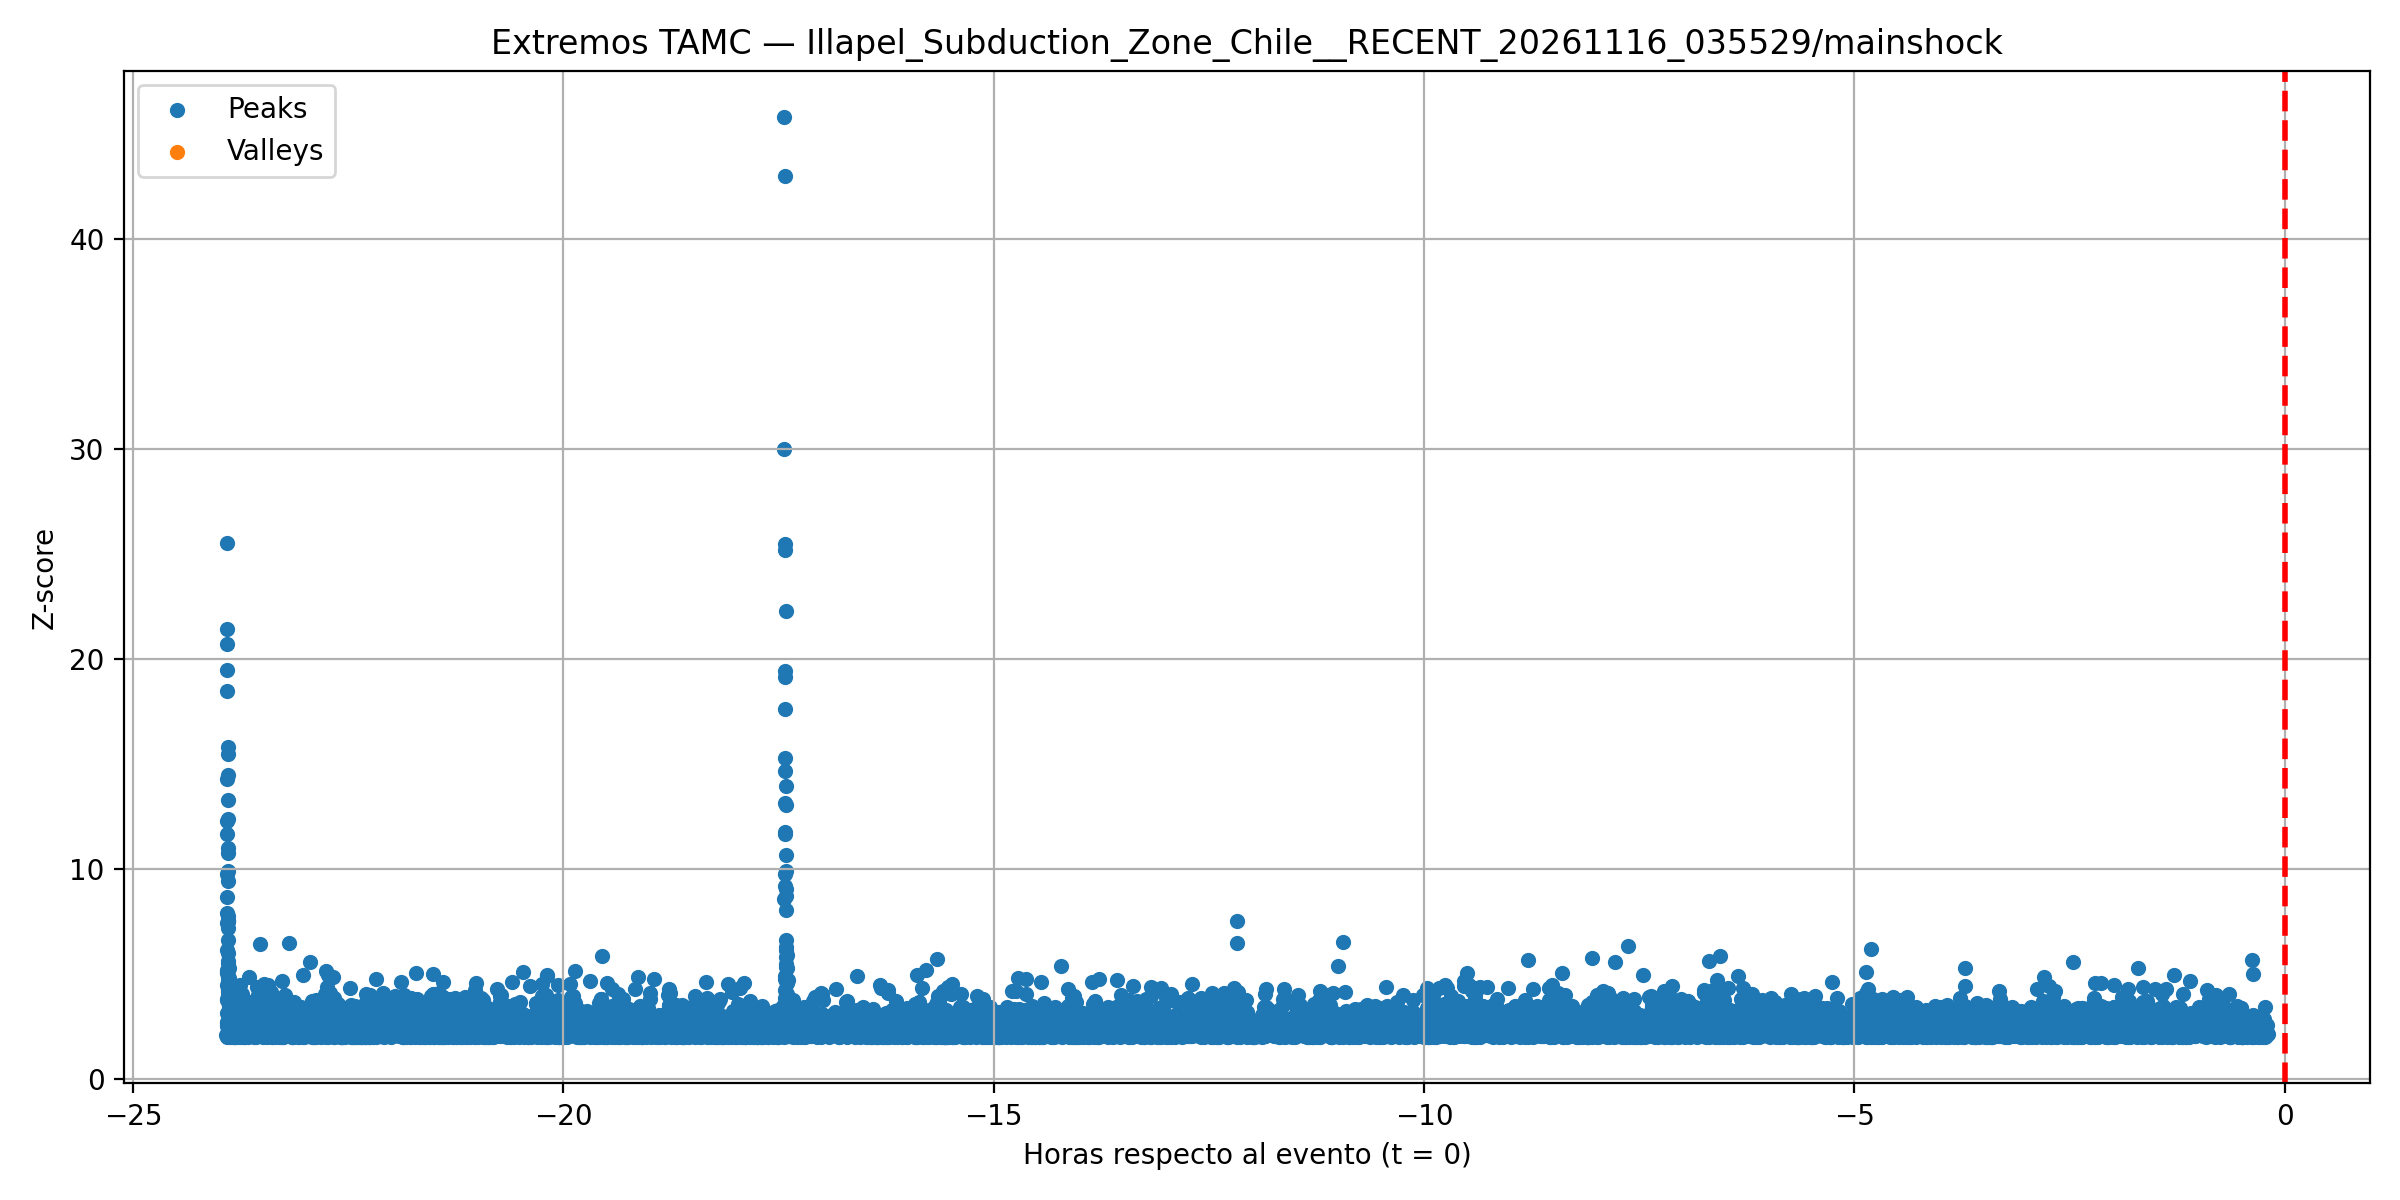 Extremos TAMC — Illapel_Subduction_Zone_Chile__RECENT_20261116_035529/mainshock
Peaks
Valleys
Z-score
40
30
20
10
0
−25
−20
−15
−10
−5
0
Horas respecto al evento (t = 0)